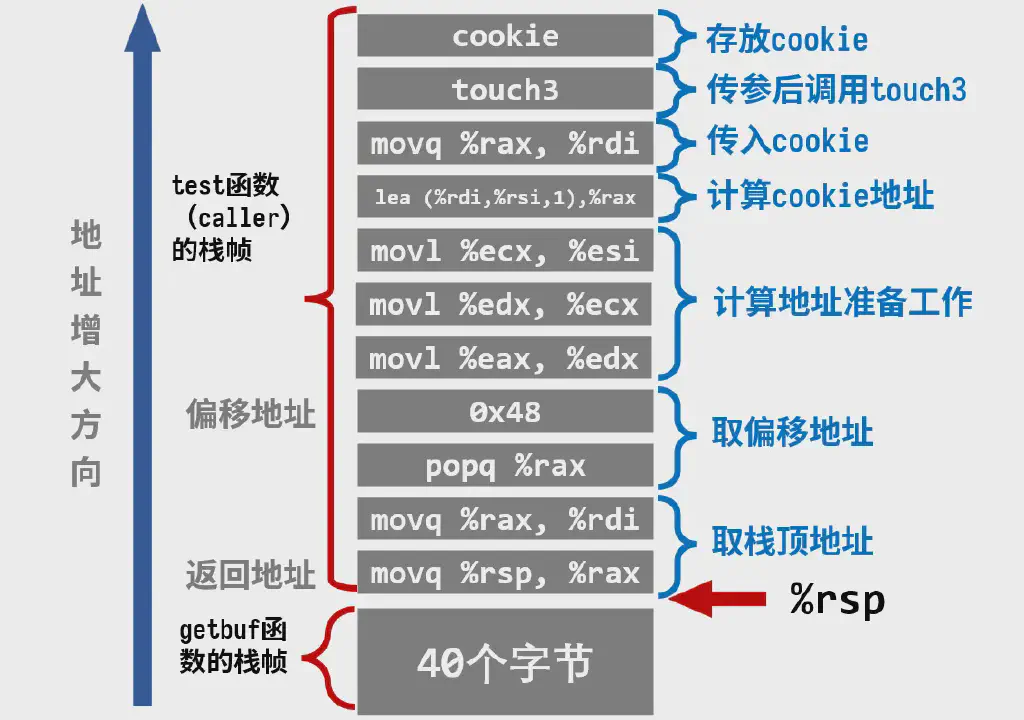 cookie
存放cookie
touch3
传参后调用touch3
movq %rax, %rdi
传入cookie
lea (%rdi,%rsi,1),%rax
计算cookie地址
test函数
（caller）
的栈帧
movl %ecx, %esi
movl %edx, %ecx
计算地址准备工作
movl %eax, %edx
地址增大方向
偏移地址
0x48
取偏移地址
popq %rax
movq %rax, %rdi
取栈顶地址
返回地址
movq %rsp, %rax
%rsp
getbuf函
数的栈帧
40个字节